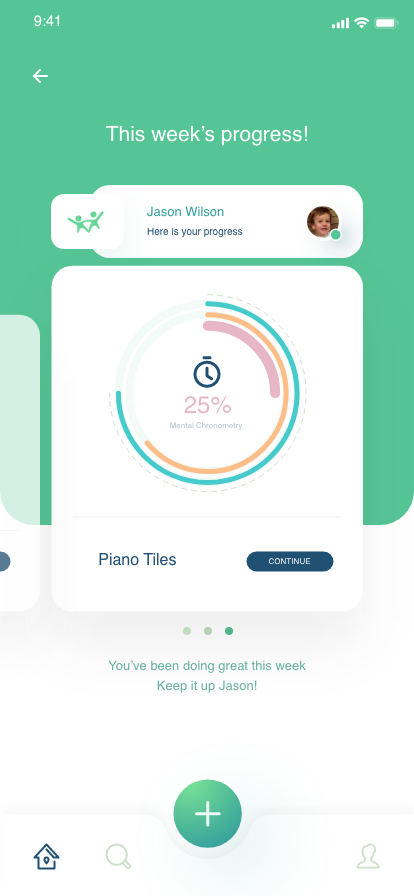 9:41
This week's progress!
Jason Wilson
Here is your progress
25%
Mental Chronometry
Piano Tiles
CONTINUE
You've been doing great this week
Keep it up Jason!